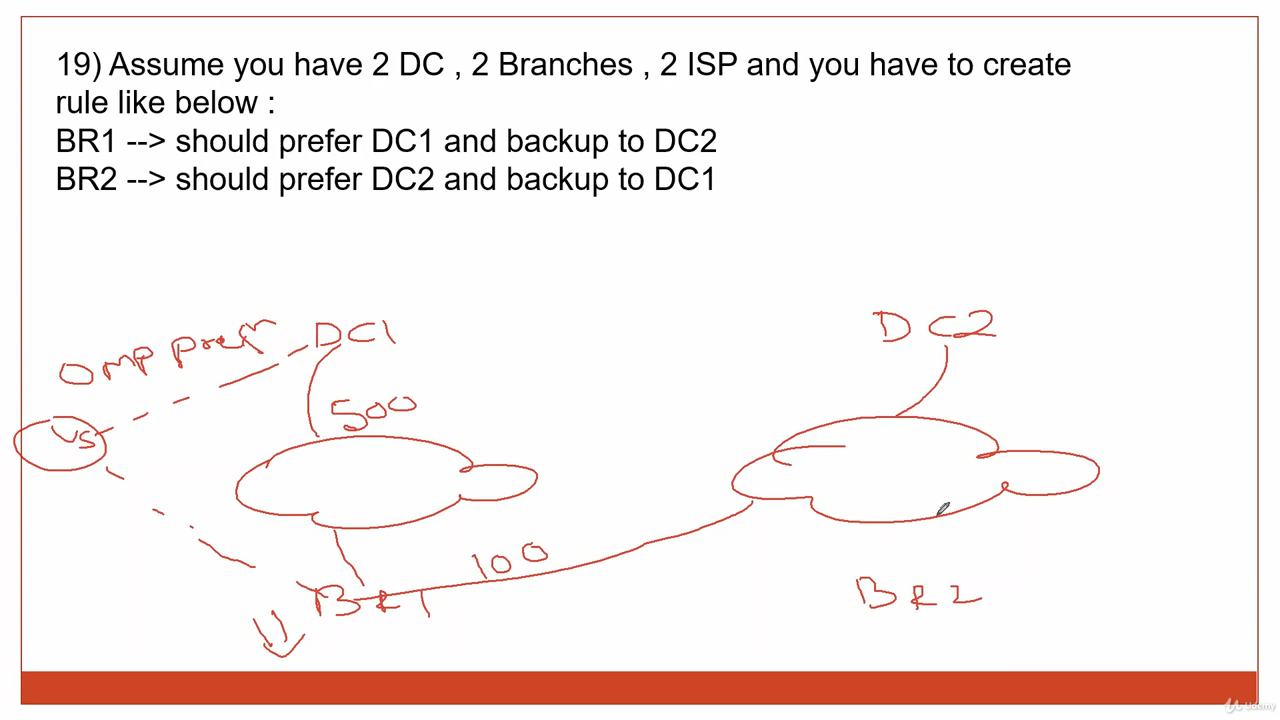 19) Assume you have 2 DC , 2 Branches , 2 ISP and you have to create
rule like below :
BR1 --> should prefer DC1 and backup to DC2
BR2 --> should prefer DC2 and backup to DC1
OMP prefn DC1
DC2
500
VS
100
BR1
BR2
Udemy